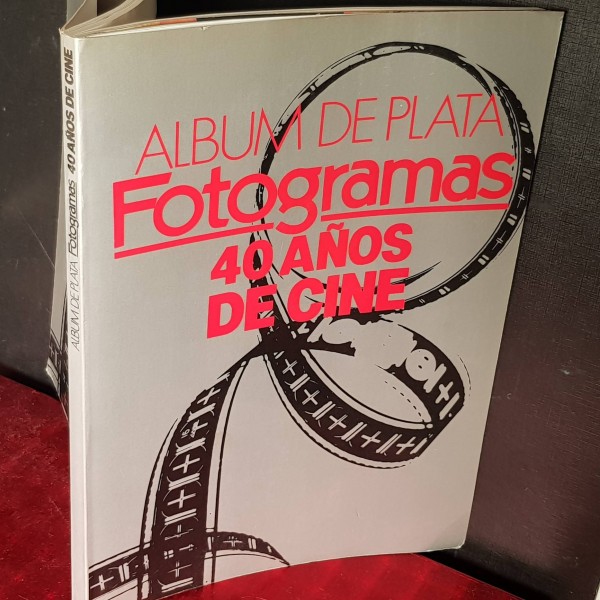 ALBUM DE PLATA
Fotogramas
40 AÑOS
DE CINE
ALBUM DE PLATA Fotogramas 40 AÑOS DE CINE